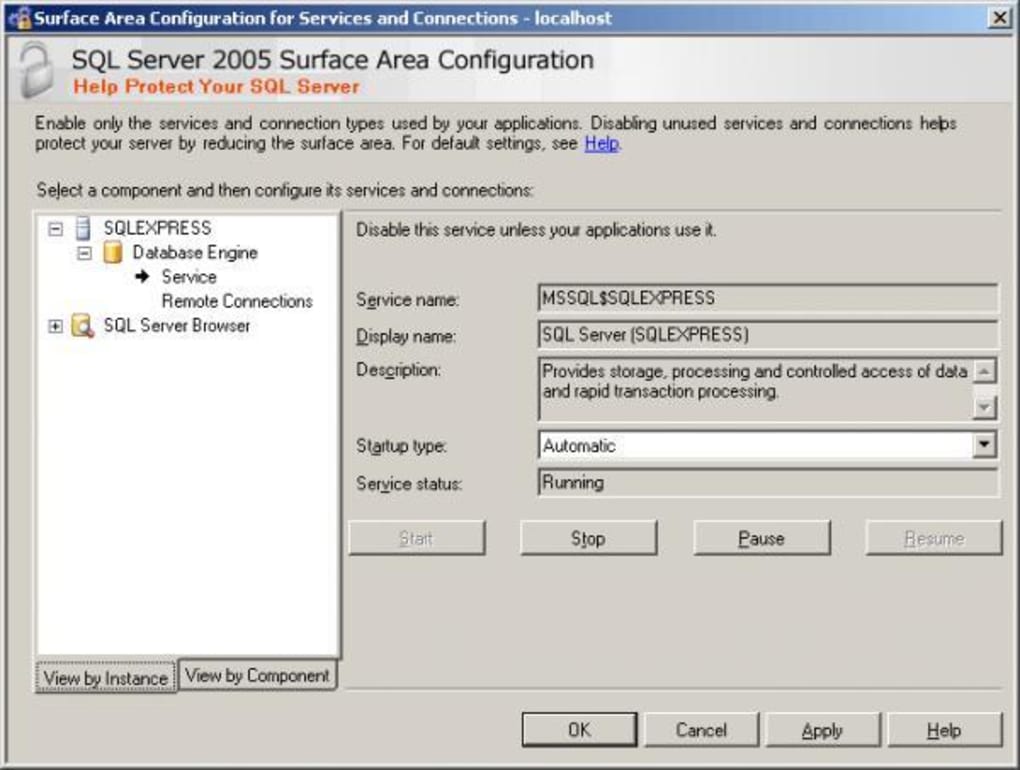 Surface Area Configuration for Services and Connections - localhost
SQL Server 2005 Surface Area Configuration
Help Protect Your SQL Server
Enable only the services and connection types used by your applications. Disabling unused services and connections helps
protect your server by reducing the surface area. For default settings, see Help.
Select a component and then configure its services and connections:
SQLEXPRESS
Database Engine
Service
Remote Connections
SQL Server Browser
Disable this service unless your applications use it.
Service name: MSSQL$SQLEXPRESS
Display name: SQL Server (SQLEXPRESS)
Description: Provides storage, processing and controlled access of data
and rapid transaction processing.
Startup type: Automatic
Service status: Running
Start Stop Pause Resume
View by Instance View by Component
OK Cancel Apply Help